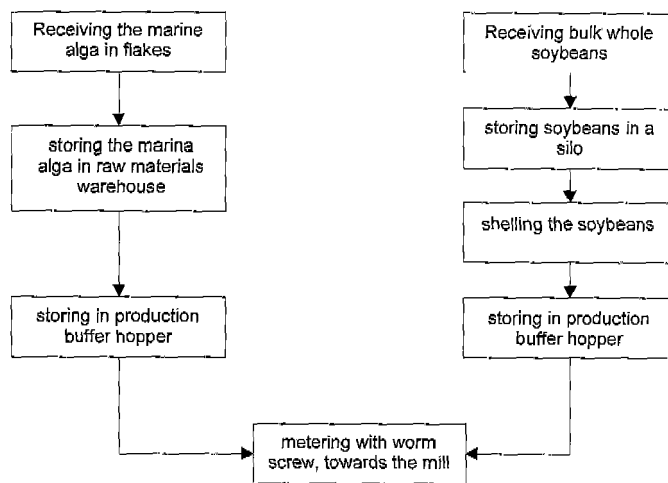 Receiving the marine
alga in flakes
storing the marina
alga in raw materials
warehouse
storing in production
buffer hopper
Receiving bulk whole
soybeans
storing soybeans in a
silo
shelling the soybeans
storing in production
buffer hopper
metering with worm
screw, towards the mill